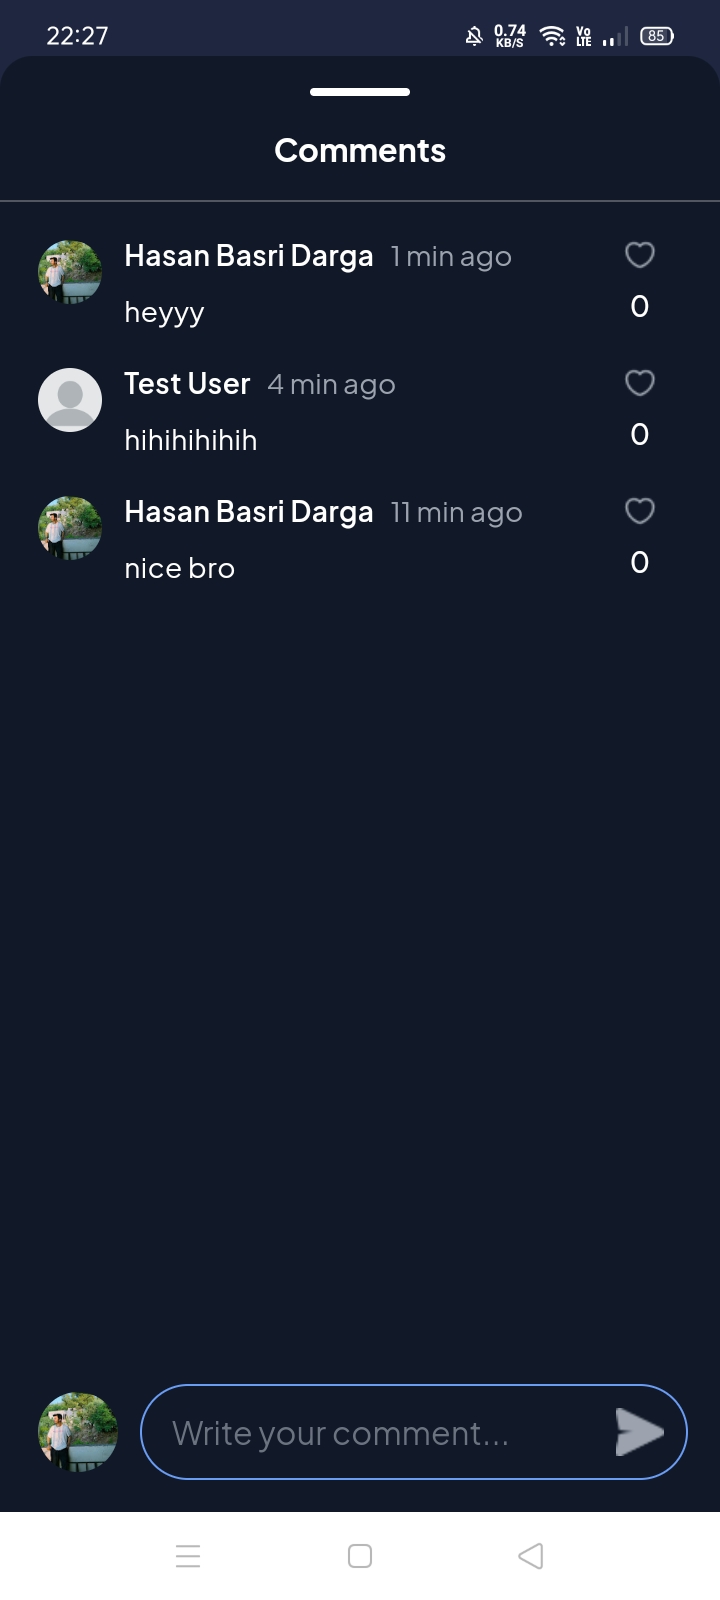 22:27 0.74 KB/S Vo LTE 85
Comments
Hasan Basri Darga 1 min ago
heyyy
0
Test User 4 min ago
hihihihihih
0
Hasan Basri Darga 11 min ago
nice bro
0
Write your comment...